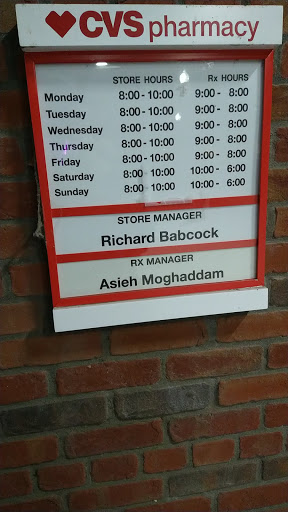 CVS pharmacy
STORE HOURS Rx HOURS
Monday 8:00 - 10:00 9:00 - 8:00
Tuesday 8:00 - 10:00 9:00 - 8:00
Wednesday 8:00 - 10:00 9:00 - 8:00
Thursday 8:00 - 10:00 9:00 - 8:00
Friday 8:00 - 10:00 9:00 - 8:00
Saturday 8:00 - 10:00 10:00 - 6:00
Sunday 8:00 - 10:00 10:00 - 6:00
STORE MANAGER
Richard Babcock
RX MANAGER
Asieh Moghaddam